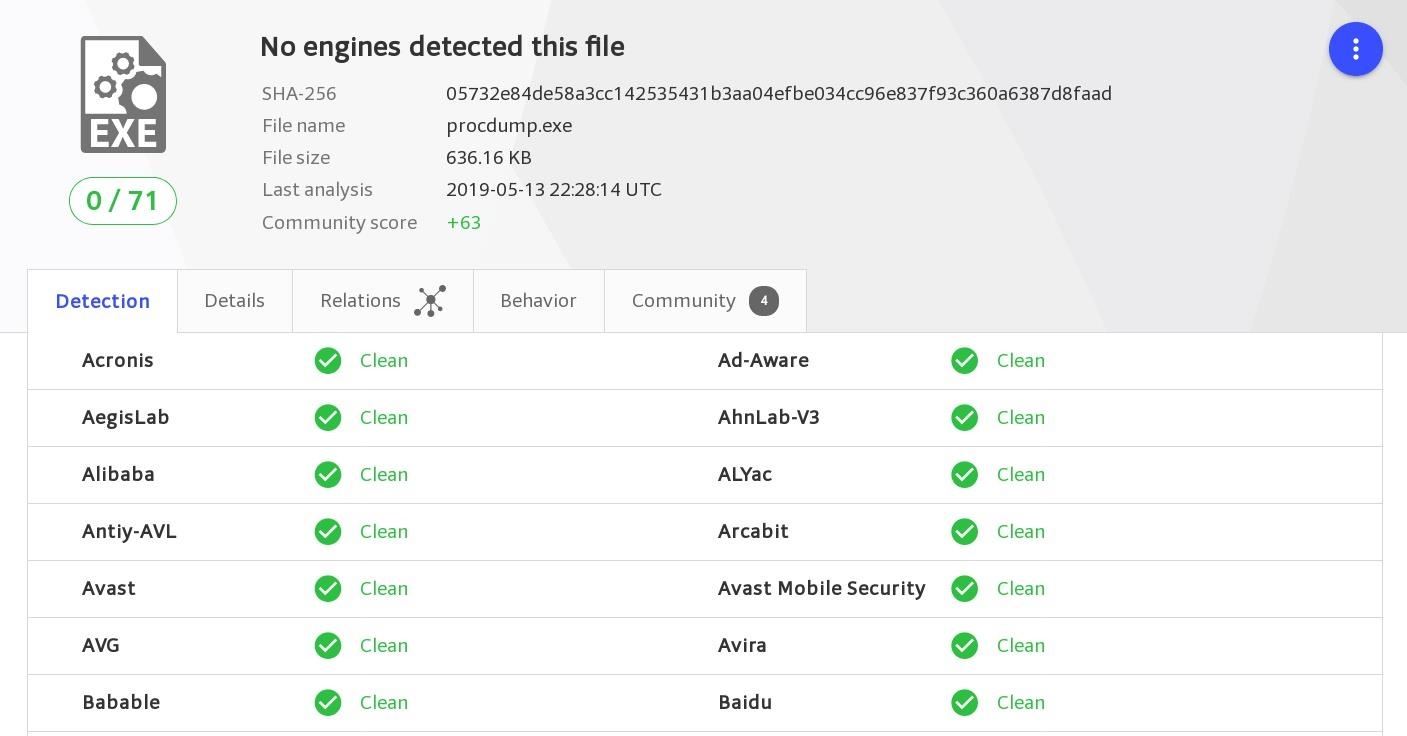 No engines detected this file
SHA-256 05732e84de58a3cc142535431b3aa04efbe034cc96e837f93c360a6387d8faad
File name procdump.exe
File size 636.16 KB
Last analysis 2019-05-13 22:28:14 UTC
Community score +63
EXE
0 / 71
Detection Details Relations Behavior Community 4
Acronis Clean Ad-Aware Clean
AegisLab Clean AhnLab-V3 Clean
Alibaba Clean ALYac Clean
Antiy-AVL Clean Arcabit Clean
Avast Clean Avast Mobile Security Clean
AVG Clean Avira Clean
Babable Clean Baidu Clean